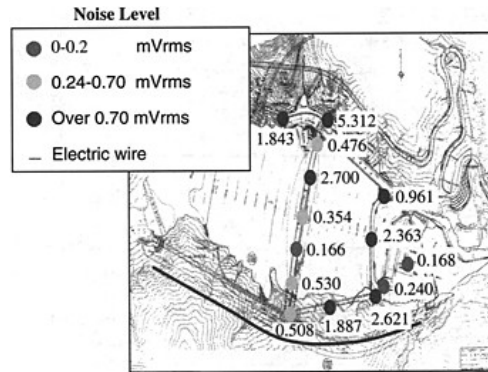 Noise Level
0-0.2 mVrms
0.24-0.70 mVrms
Over 0.70 mVrms
Electric wire
5.312
1.843
0.476
2.700
0.961
0.354
2.363
0.166
0.168
0.530
0.240
0.508
1.887
2.621